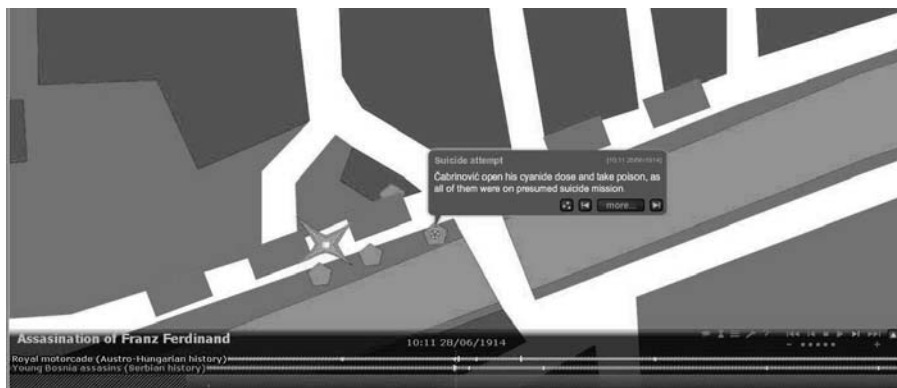 Suicide attempt [10:11 28/06/1914]
Čabrinović open his cyanide dose and take poison, as
all of them were on presumed suicide mission.
more...
Assasination of Franz Ferdinand
10:11 28/06/1914
Royal motorcade (Austro-Hungarian history)
Young Bosnia assasins (Serbian history)